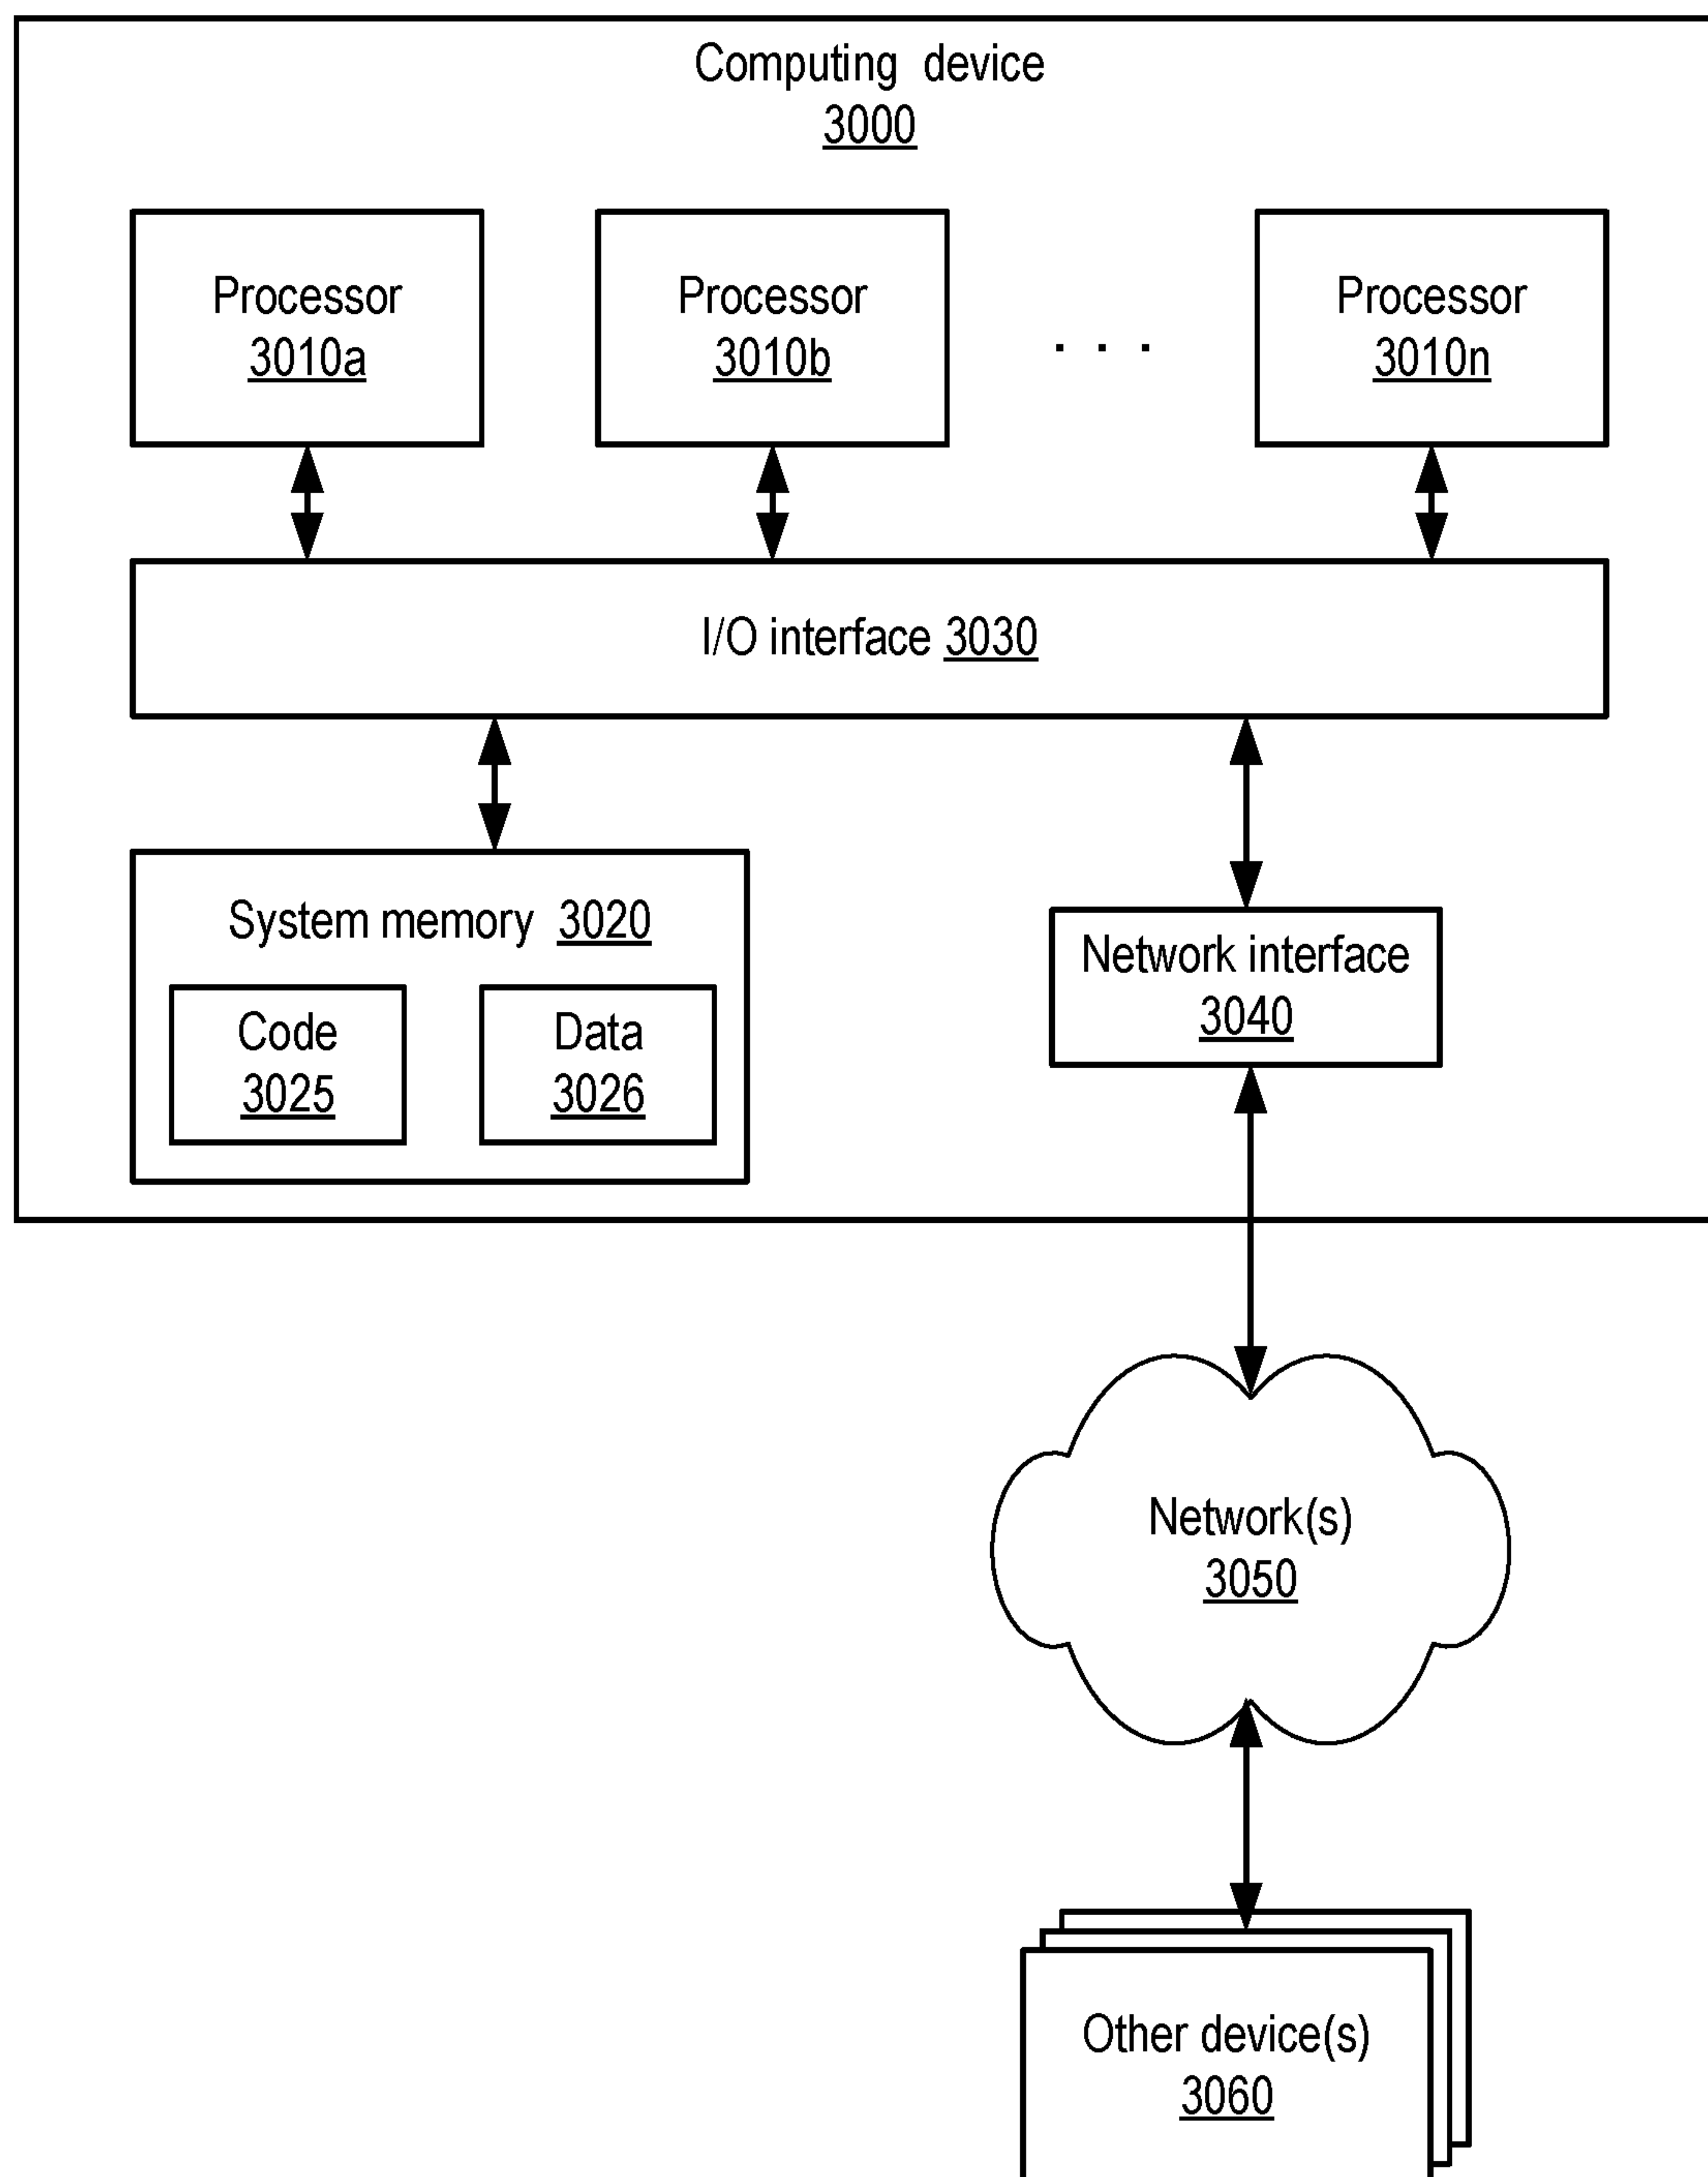 Computing device
3000
Processor
3010a
Processor
3010b
. . .
Processor
3010n
I/O interface 3030
System memory 3020
Code
3025
Data
3026
Network interface
3040
Network(s)
3050
Other device(s)
3060